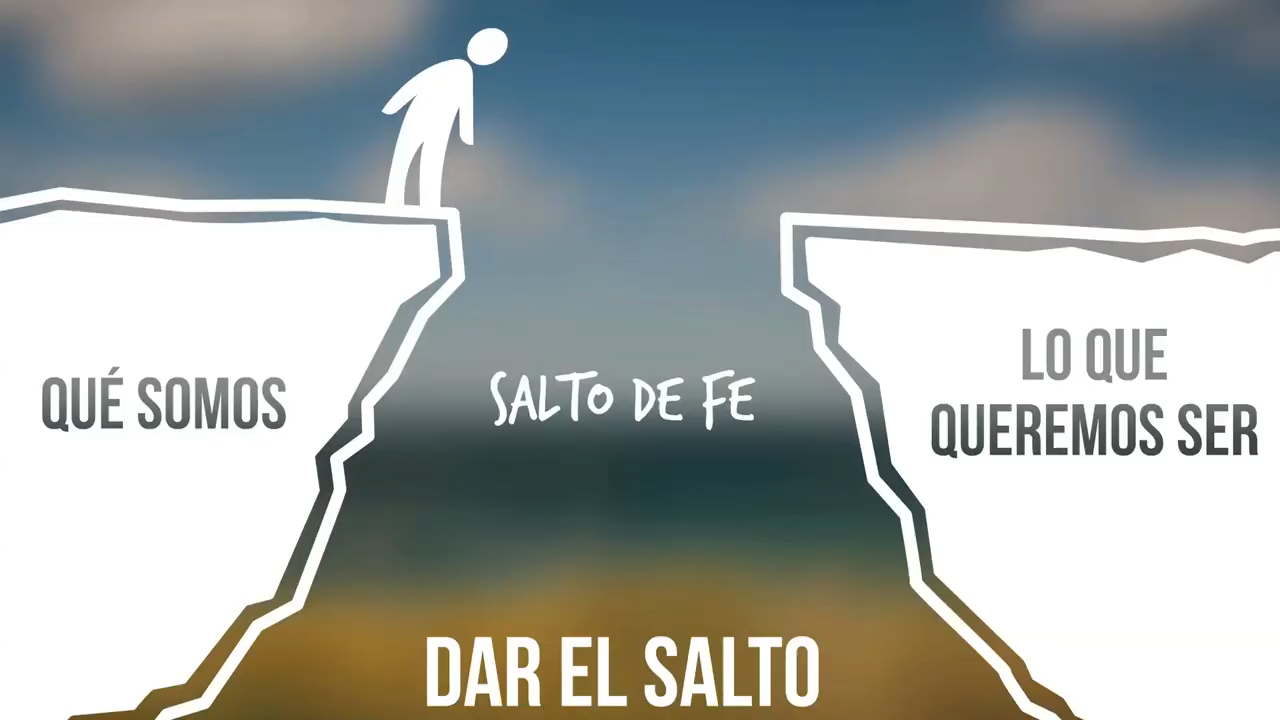 QUÉ SOMOS
SALTO DE FE
LO QUE
QUEREMOS SER
DAR EL SALTO